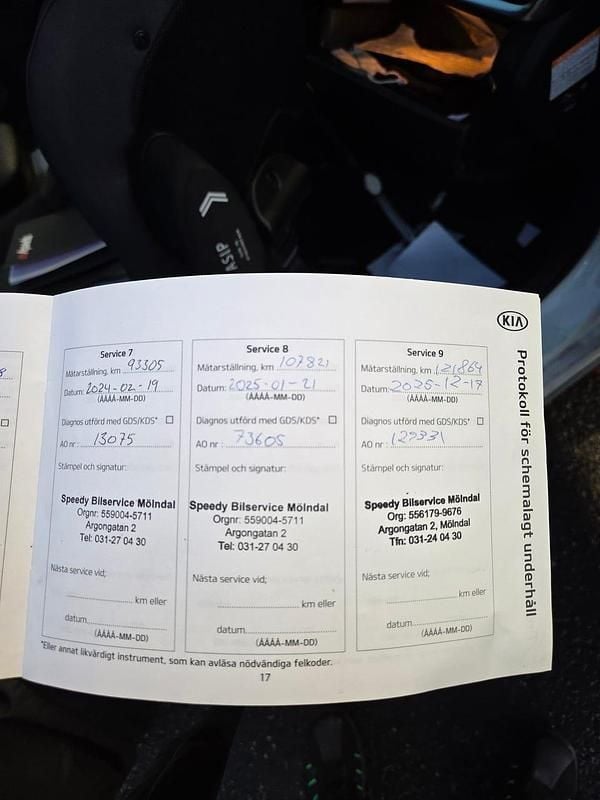 KIA
Protokoll för schemalagt underhåll
Service 7
Mätarställning, km 93305
Datum: 2024-02-19
(ÅÅÅÅ-MM-DD)
Diagnos utförd med GDS/KDS*
AO nr: 13075
Stämpel och signatur:
Speedy Bilservice Mölndal
Orgnr: 559004-5711
Argongatan 2
Tel: 031-27 04 30
Nästa service vid;
km eller
datum
(ÅÅÅÅ-MM-DD)
Service 8
Mätarställning, km 107821
Datum: 2025-01-21
(ÅÅÅÅ-MM-DD)
Diagnos utförd med GDS/KDS*
AO nr: 73605
Stämpel och signatur:
Speedy Bilservice Mölndal
Orgnr: 559004-5711
Argongatan 2
Tel: 031-27 04 30
Nästa service vid;
km eller
datum
(ÅÅÅÅ-MM-DD)
Service 9
Mätarställning, km 121864
Datum: 2025-12-17
(ÅÅÅÅ-MM-DD)
Diagnos utförd med GDS/KDS*
AO nr:
Stämpel och signatur:
Speedy Bilservice Mölndal
Org: 556179-9676
Argongatan 2, Mölndal
Tfn: 031-24 04 30
Nästa service vid;
km eller
datum
(ÅÅÅÅ-MM-DD)
*Eller annat likvärdigt instrument, som kan avläsa nödvändiga felkoder.
17